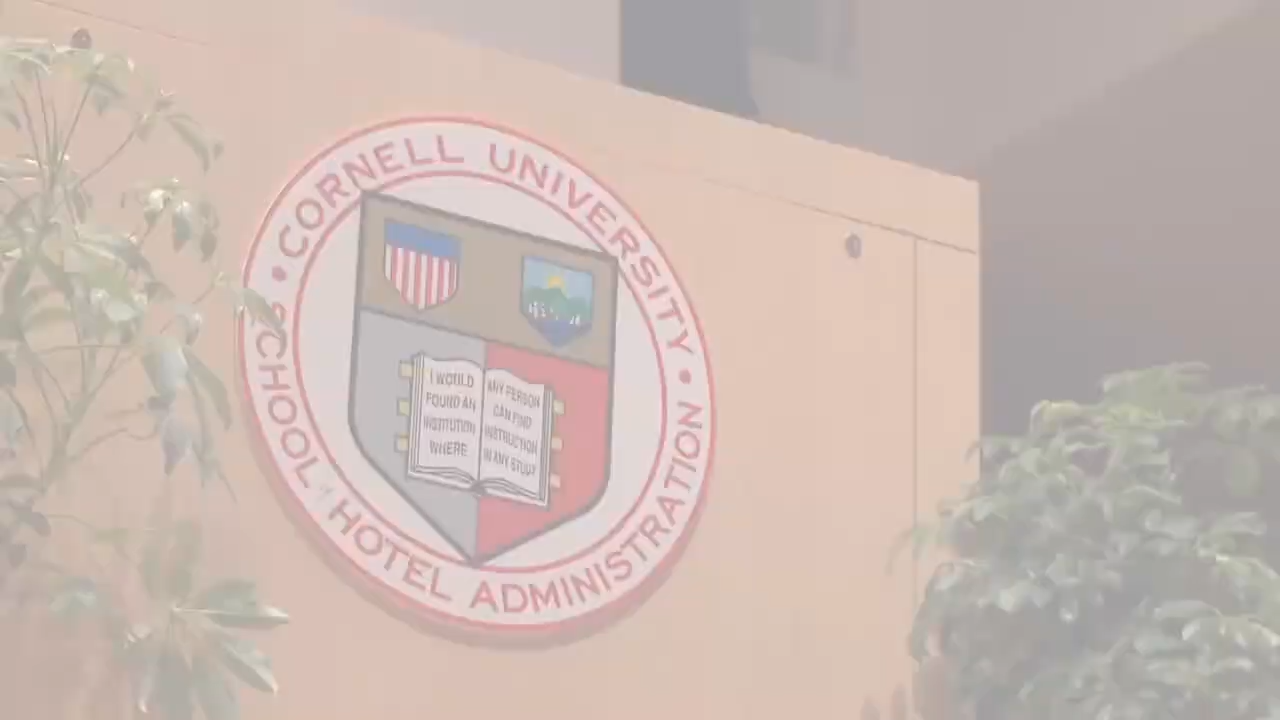 CORNELL UNIVERSITY
SCHOOL HOTEL ADMINISTRATION
I WOULD
FOUND AN
INSTITUTION
WHERE
ANY PERSON
CAN FIND
INSTRUCTION
IN ANY STUDY